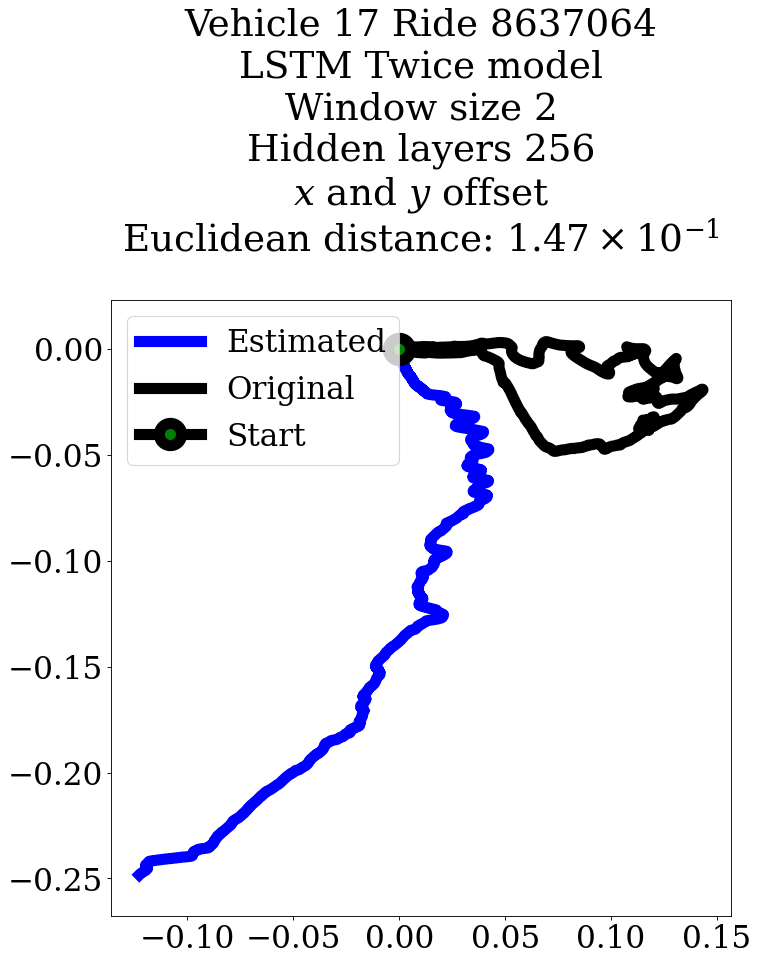 Vehicle 17 Ride 8637064
LSTM Twice model
Window size 2
Hidden layers 256
x and y offset
Euclidean distance: 1.47 × 10⁻¹
Estimated
Original
Start
0.00
−0.05
−0.10
−0.15
−0.20
−0.25
−0.10 −0.05 0.00 0.05 0.10 0.15